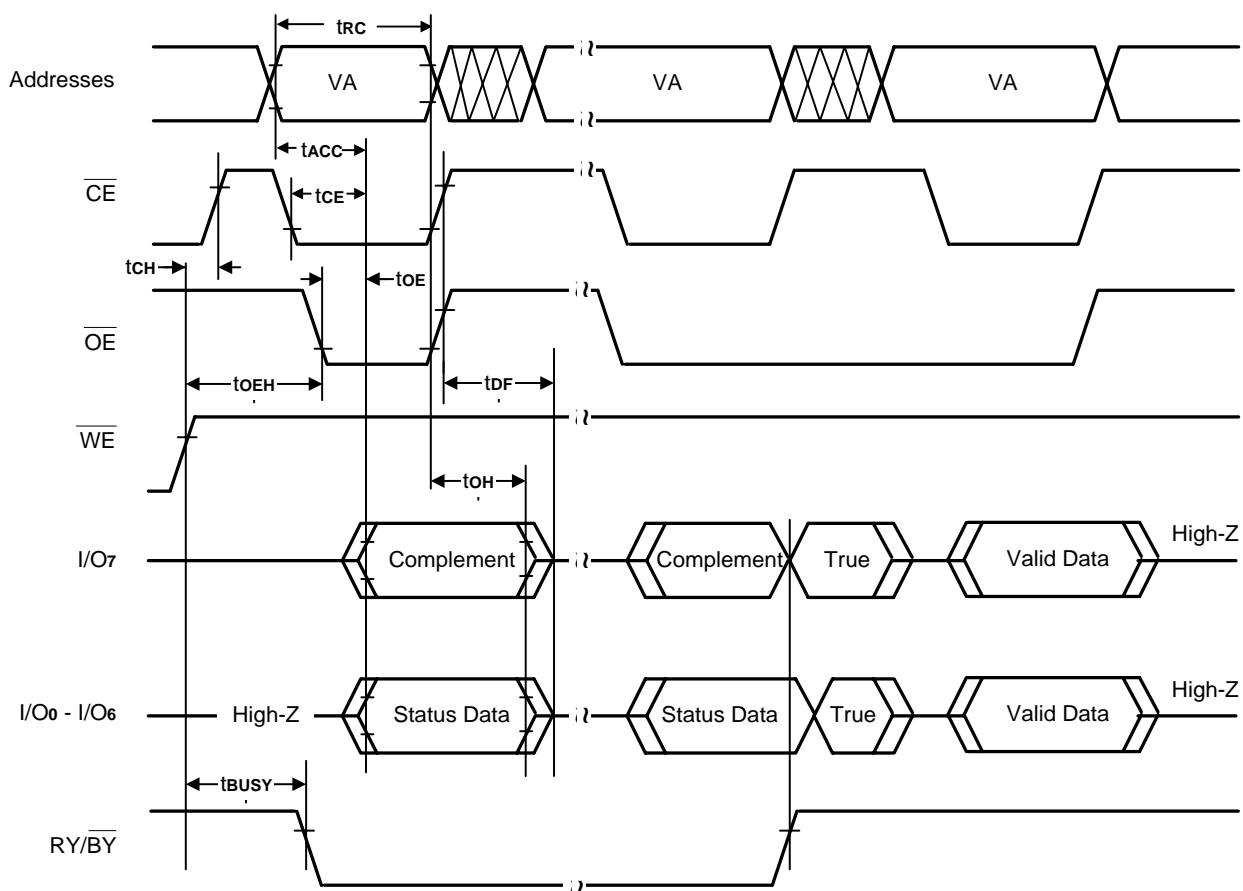 tRC
Addresses VA VA VA
tACC
CE tCE
tCH tOE
OE
tOEH tDF
WE
tOH
I/O7 Complement Complement True Valid Data High-Z
I/O0 - I/O6 High-Z Status Data Status Data True Valid Data High-Z
tBUSY
RY/BY